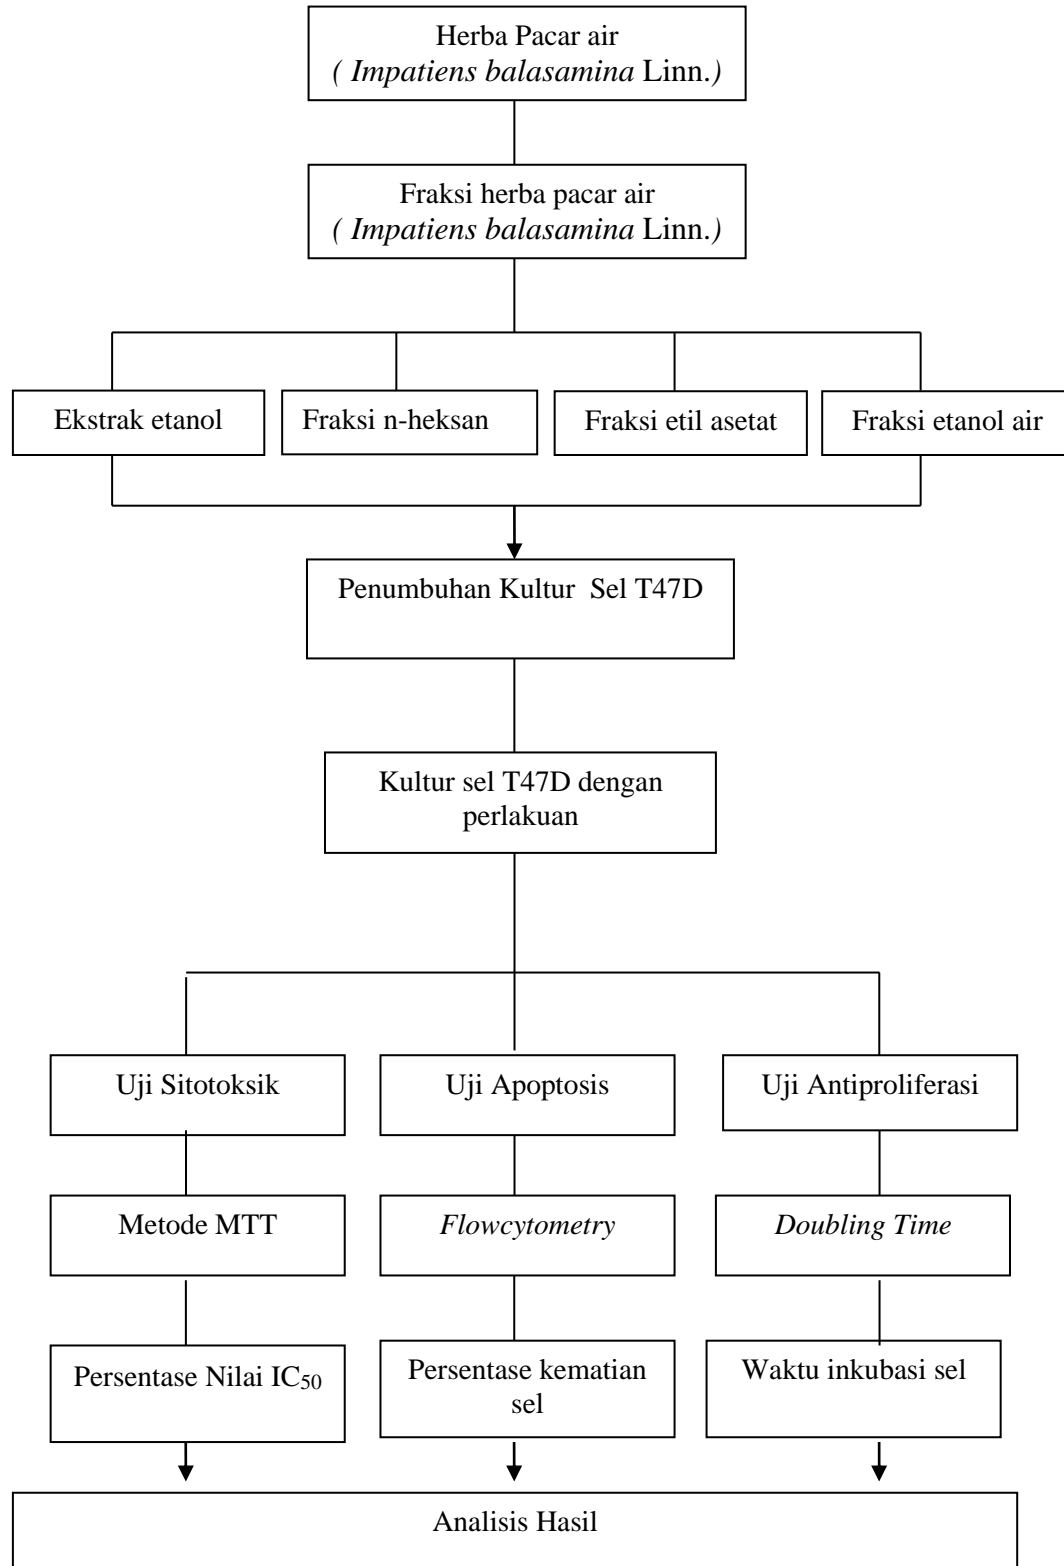 Herba Pacar air
( Impatiens balasamina Linn.)
Fraksi herba pacar air
( Impatiens balasamina Linn.)
Ekstrak etanol
Fraksi n-heksan
Fraksi etil asetat
Fraksi etanol air
Penumbuhan Kultur Sel T47D
Kultur sel T47D dengan
perlakuan
Uji Sitotoksik
Uji Apoptosis
Uji Antiproliferasi
Metode MTT
Flowcytometry
Doubling Time
Persentase Nilai IC₅₀
Persentase kematian
sel
Waktu inkubasi sel
Analisis Hasil